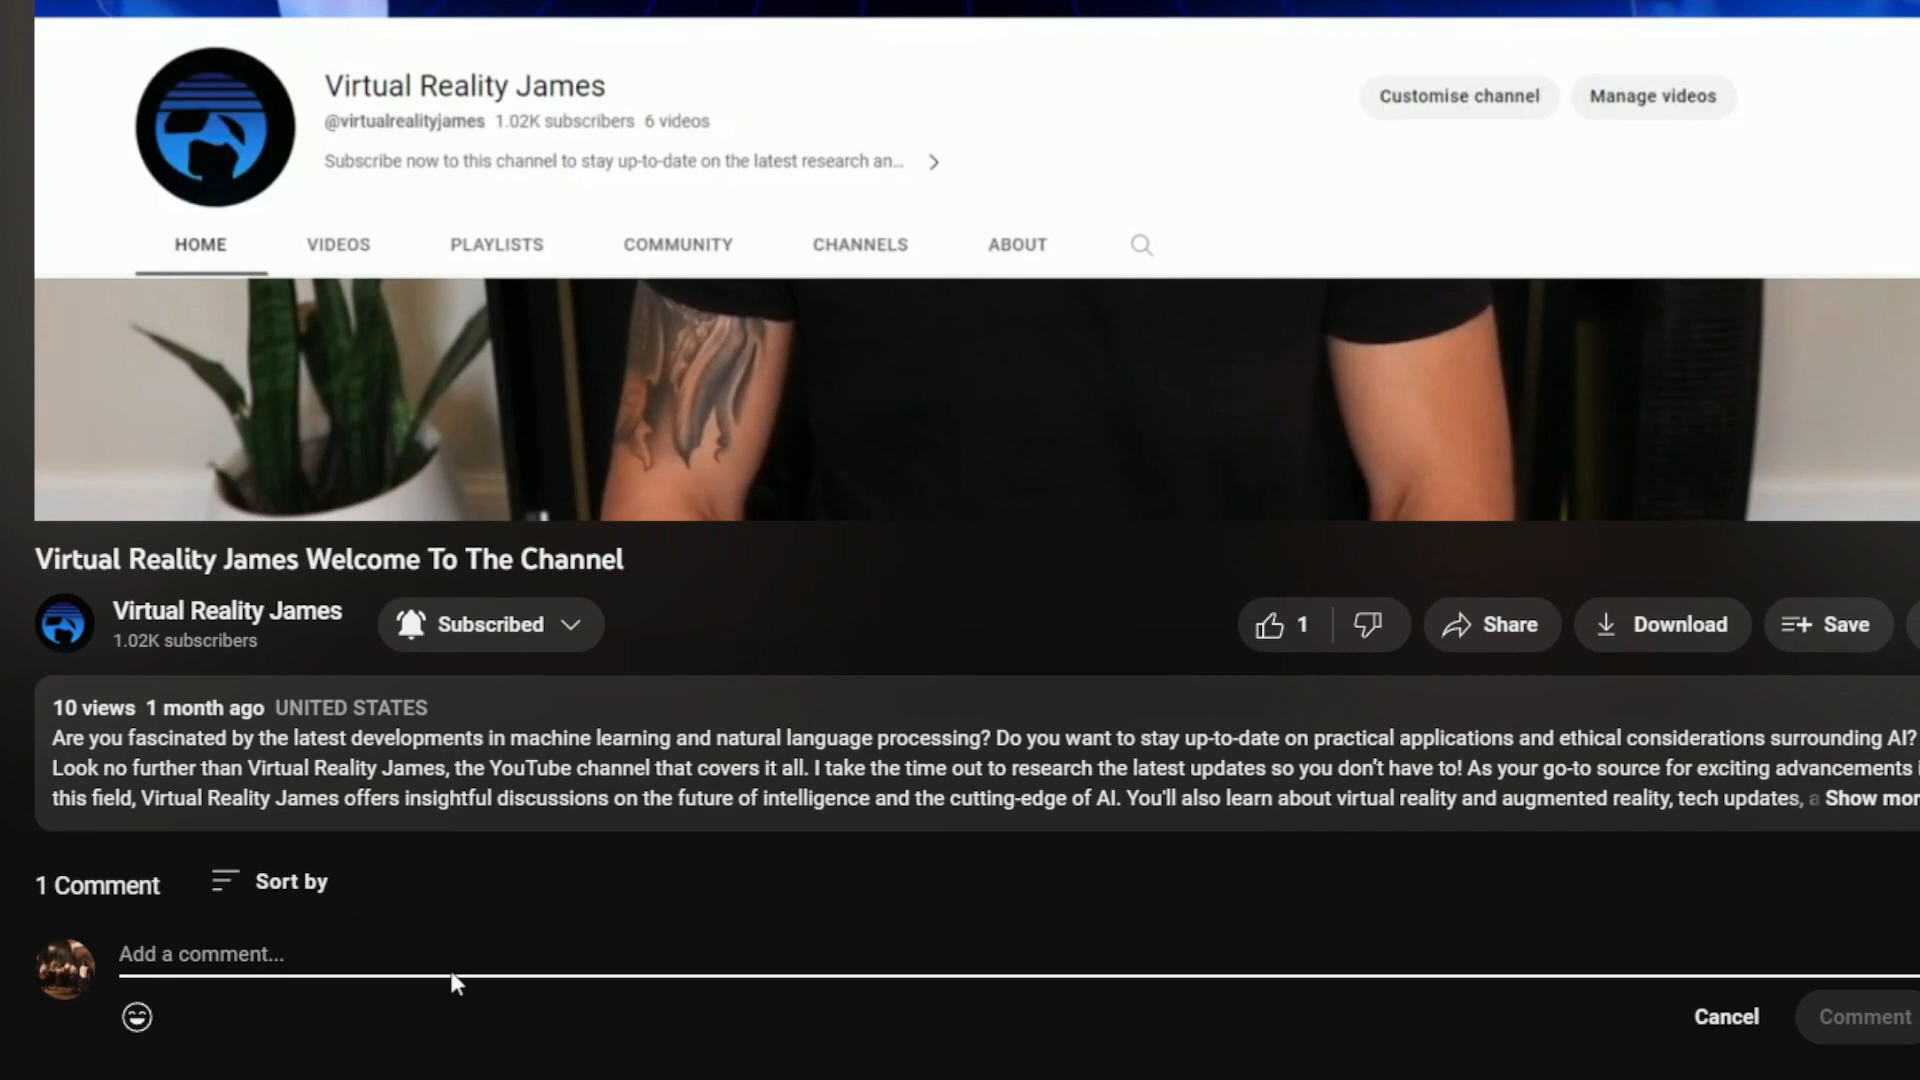 Virtual Reality James
@virtualrealityjames 1.02K subscribers 6 videos
Subscribe now to this channel to stay up-to-date on the latest research an...
Customise channel
Manage videos
HOME VIDEOS PLAYLISTS COMMUNITY CHANNELS ABOUT
Virtual Reality James Welcome To The Channel
Virtual Reality James
1.02K subscribers
Subscribed
1
Share
Download
Save
10 views 1 month ago UNITED STATES
Are you fascinated by the latest developments in machine learning and natural language processing? Do you want to stay up-to-date on practical applications and ethical considerations surrounding AI?
Look no further than Virtual Reality James, the YouTube channel that covers it all. I take the time out to research the latest updates so you don't have to! As your go-to source for exciting advancements i
this field, Virtual Reality James offers insightful discussions on the future of intelligence and the cutting-edge of AI. You'll also learn about virtual reality and augmented reality, tech updates, a Show mor
1 Comment
Sort by
Add a comment...
Cancel
Comment